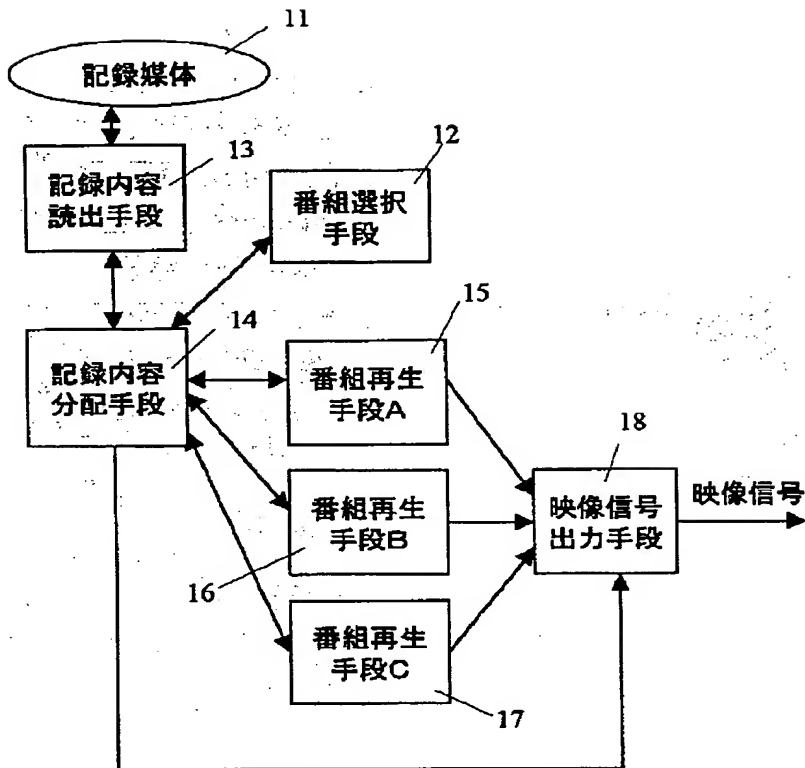 11
記録媒体
13
記録内容
読出手段
12
番組選択
手段
14
記録内容
分配手段
15
番組再生
手段A
18
映像信号
出力手段
映像信号
番組再生
手段B
16
番組再生
手段C
17